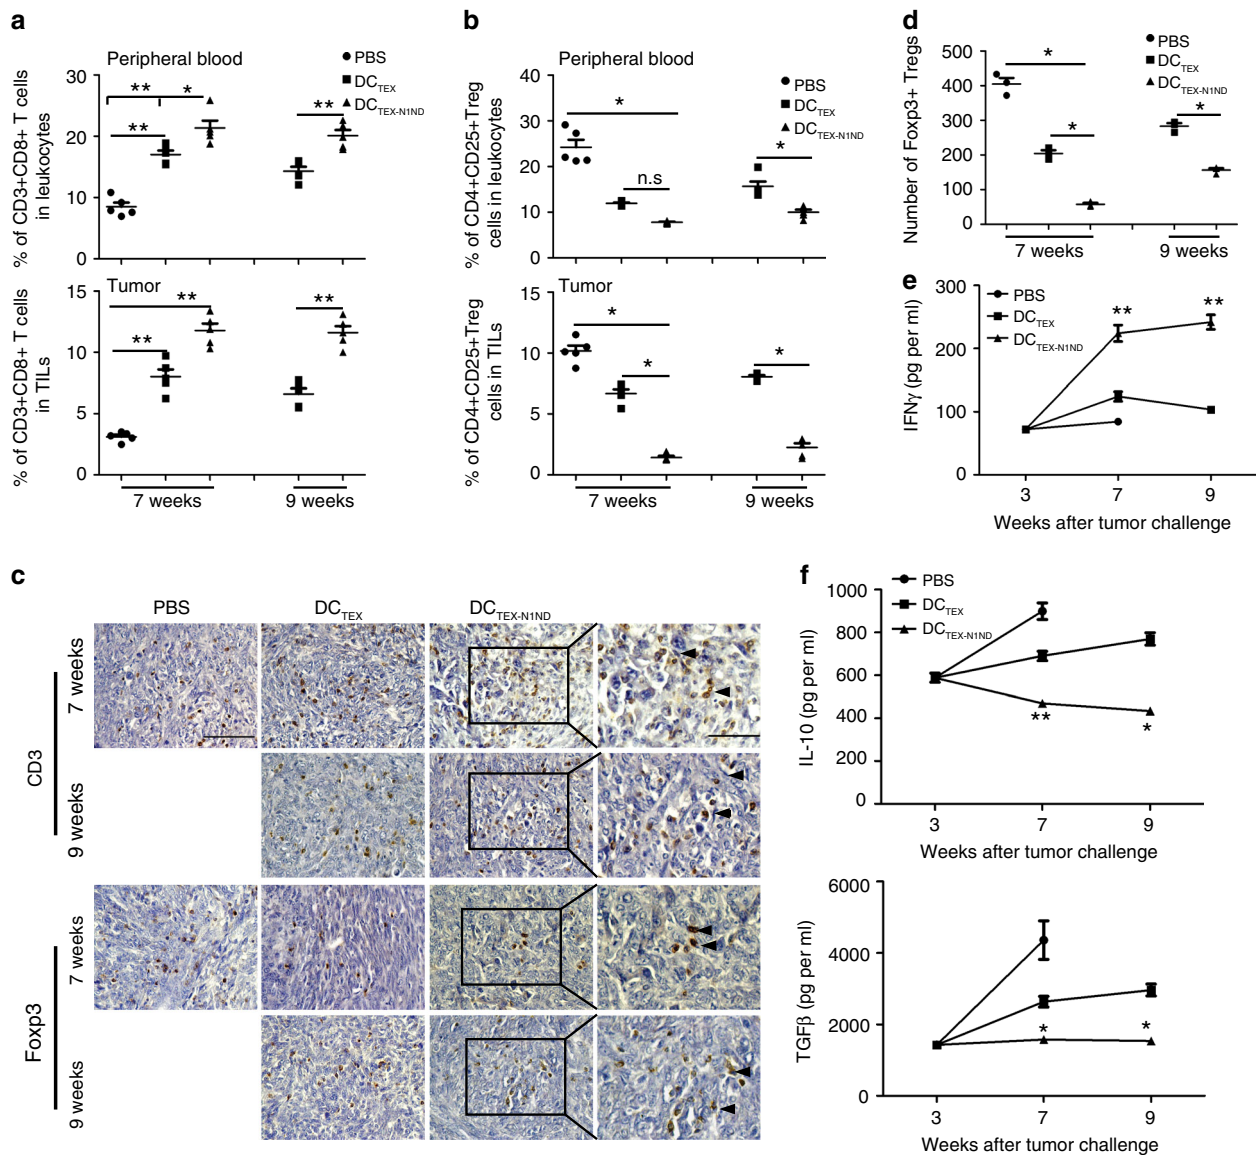 a
Peripheral blood
% of CD3+CD8+ T cells
in leukocytes
30
20
10
0
** *
**
**
PBS
DCTEX
DCTEX-N1ND
Tumor
% of CD3+CD8+ T cells
in TILs
15
10
5
0
**
**
**
7 weeks
9 weeks
b
Peripheral blood
% of CD4+CD25+Treg
cells in leukocytes
40
30
20
10
0
*
n.s
*
PBS
DCTEX
DCTEX-N1ND
Tumor
% of CD4+CD25+Treg
cells in TILs
15
10
5
0
*
*
*
7 weeks
9 weeks
c
PBS
DCTEX
DCTEX-N1ND
CD3
7 weeks
9 weeks
Foxp3
7 weeks
9 weeks
d
Number of Foxp3+ Tregs
500
400
300
200
100
0
*
*
*
PBS
DCTEX
DCTEX-N1ND
7 weeks
9 weeks
e
IFNγ (pg per ml)
300
200
100
0
PBS
DCTEX
DCTEX-N1ND
**
**
3 7 9
Weeks after tumor challenge
f
IL-10 (pg per ml)
1000
800
600
400
200
0
PBS
DCTEX
DCTEX-N1ND
**
*
3 7 9
Weeks after tumor challenge
TGFβ (pg per ml)
6000
4000
2000
0
*
*
3 7 9
Weeks after tumor challenge